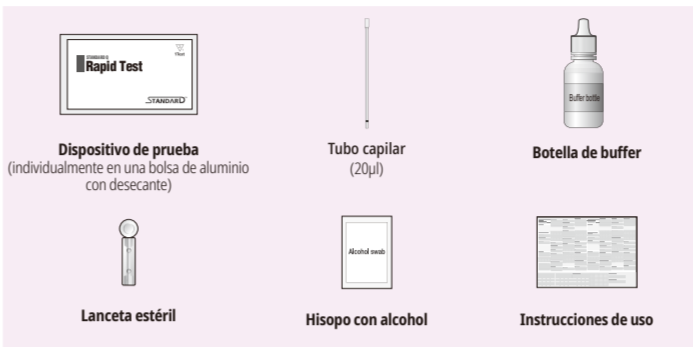 STANDARD Q
Rapid Test
STANDARD
Dispositivo de prueba
(individualmente en una bolsa de aluminio
con desecante)
Tubo capilar
(20µl)
Buffer bottle
Botella de buffer
Lanceta estéril
Alcohol swab
Hisopo con alcohol
Instrucciones de uso